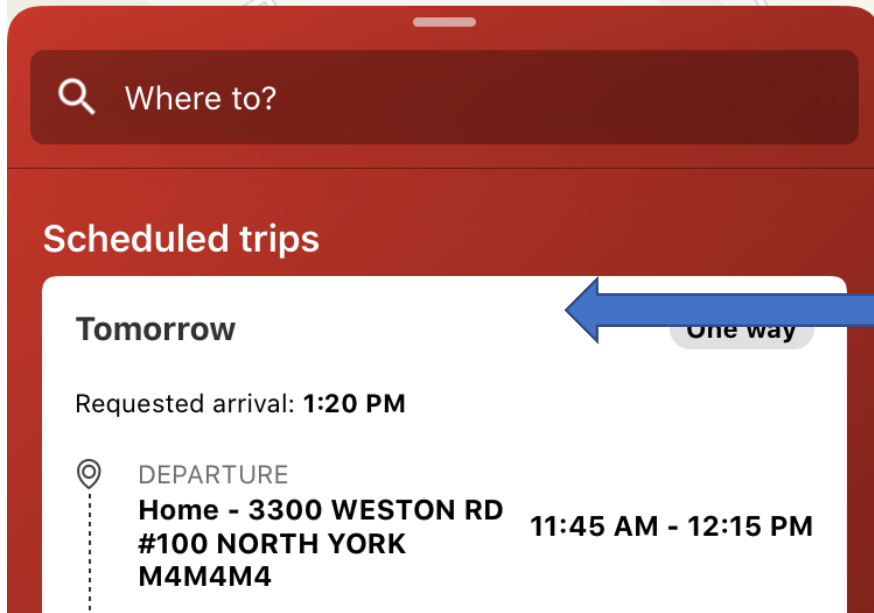 Where to?
Scheduled trips
Tomorrow
One way
Requested arrival: 1:20 PM
DEPARTURE
Home - 3300 WESTON RD
#100 NORTH YORK
M4M4M4
11:45 AM - 12:15 PM